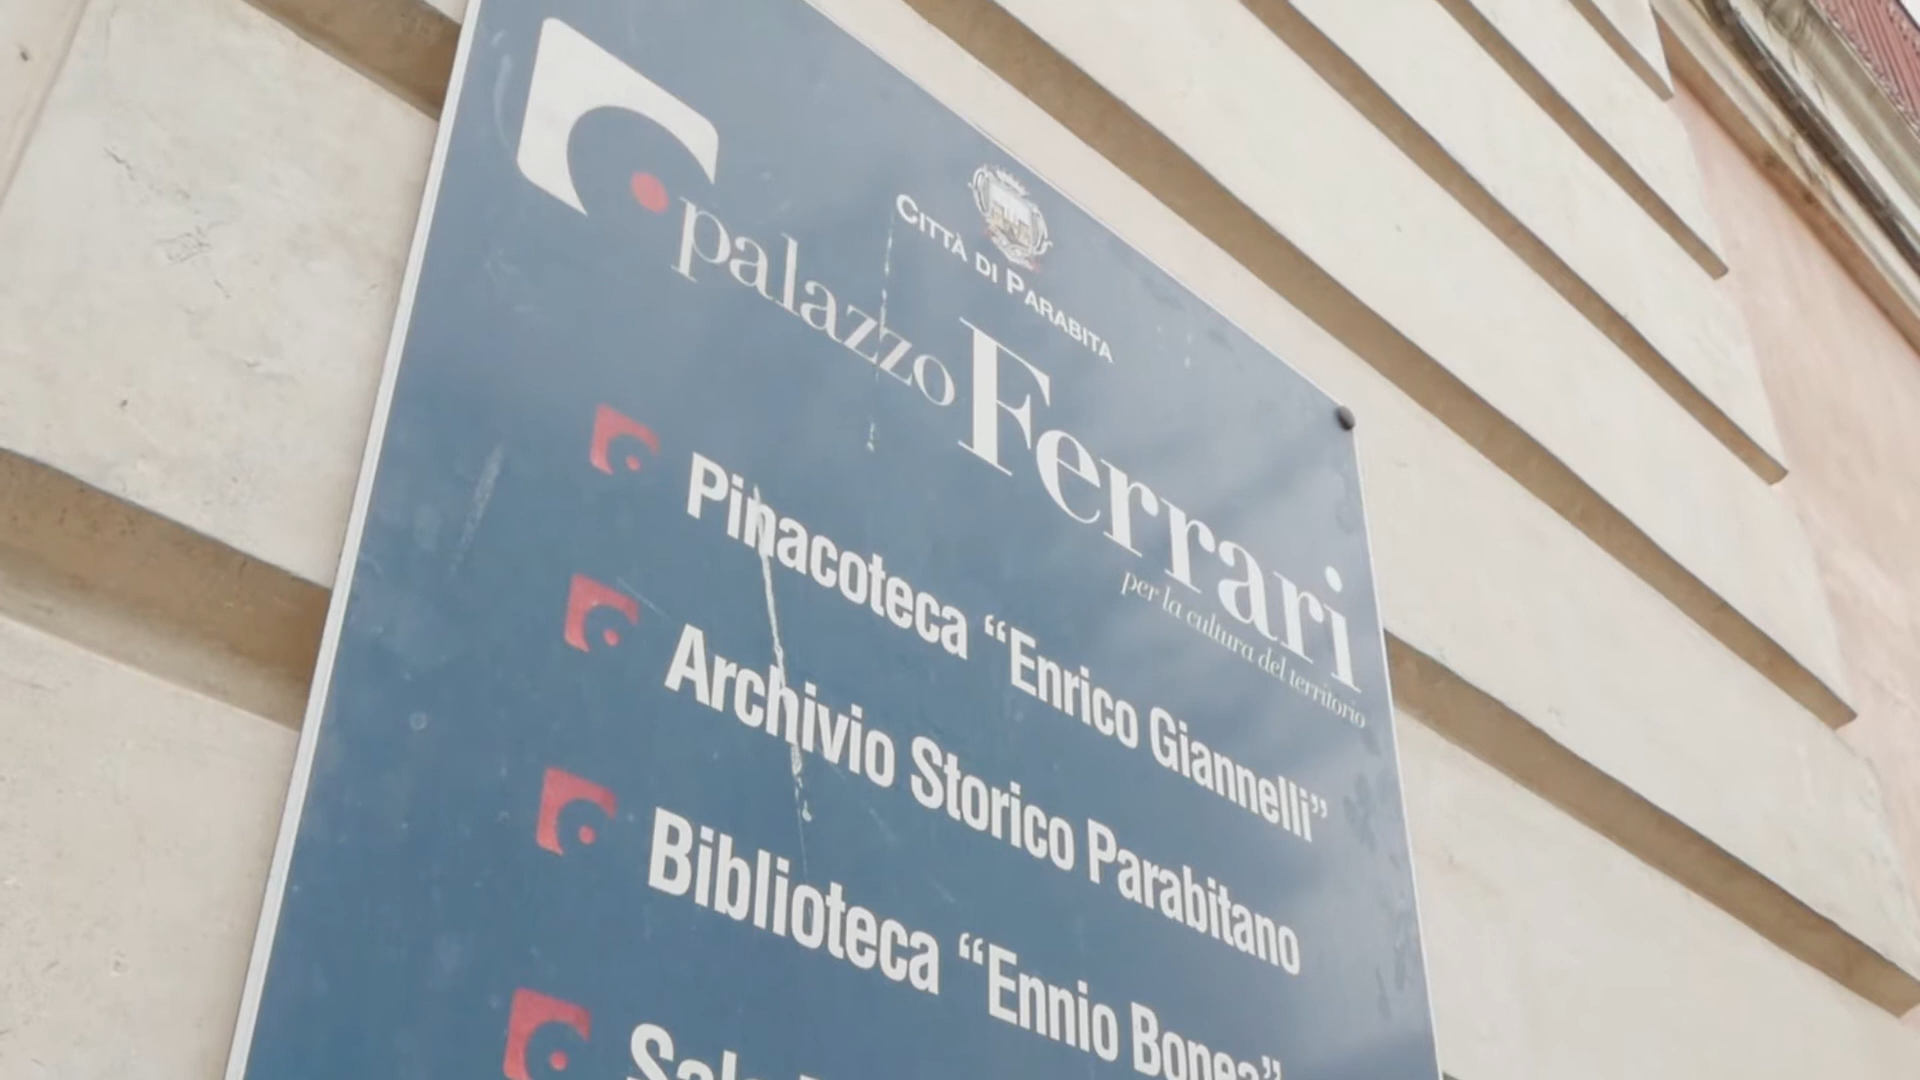 CITTÀ DI PARABITA
palazzo Ferrari
per la cultura del territorio
Pinacoteca “Enrico Giannelli”
Archivio Storico Parabitano
Biblioteca “Ennio Bonea”